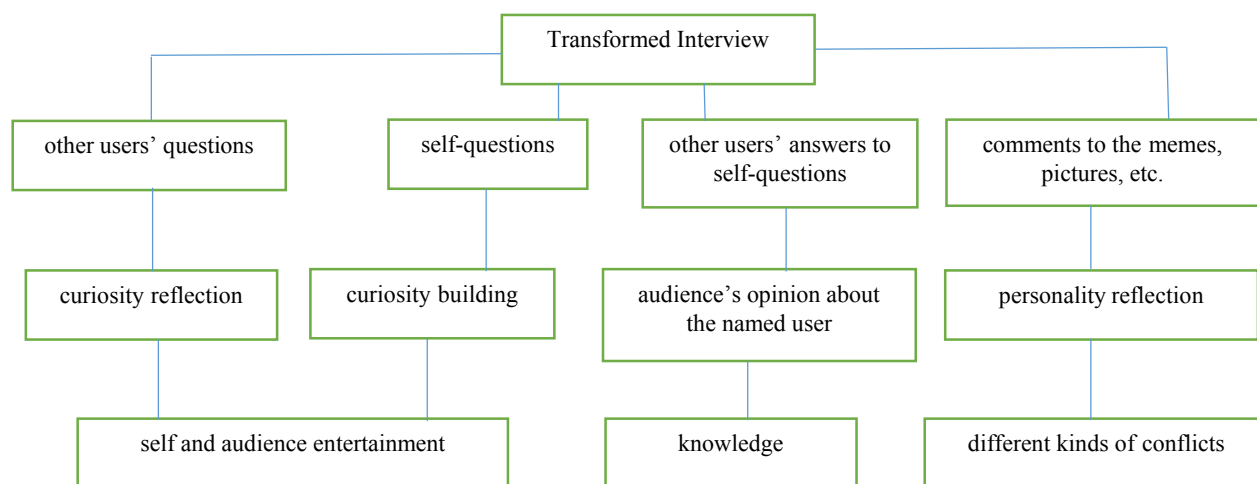 Transformed Interview
other users’ questions
self-questions
other users’ answers to
self-questions
comments to the memes,
pictures, etc.
curiosity reflection
curiosity building
audience’s opinion about
the named user
personality reflection
self and audience entertainment
knowledge
different kinds of conflicts